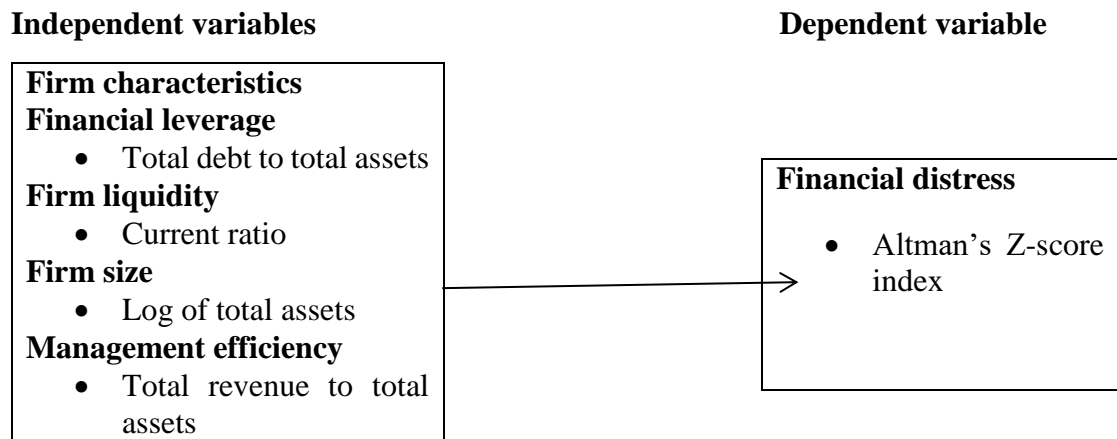 Independent variables
Dependent variable
Firm characteristics
Financial leverage
• Total debt to total assets
Firm liquidity
• Current ratio
Firm size
• Log of total assets
Management efficiency
• Total revenue to total
assets
Financial distress
• Altman’s Z-score
index